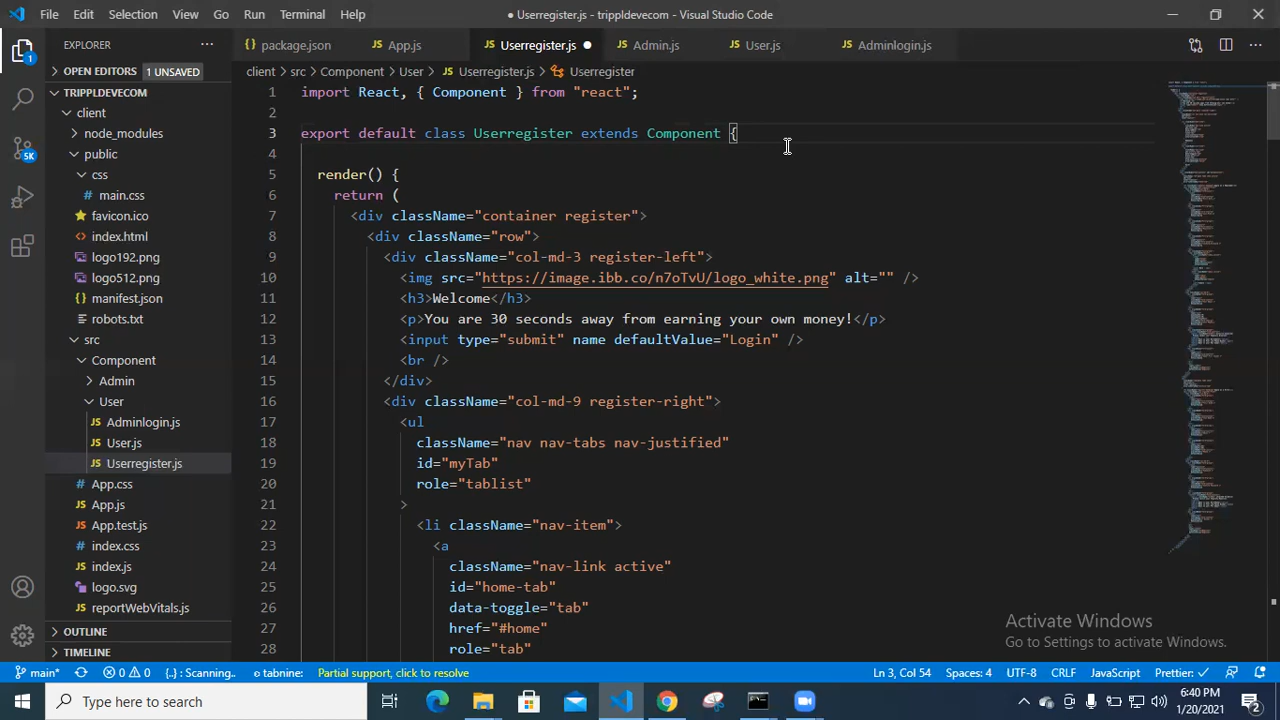 File Edit Selection View Go Run Terminal Help
● Userregister.js - trippldevecom - Visual Studio Code
EXPLORER
OPEN EDITORS 1 UNSAVED
TRIPPLDEVECOM
client
node_modules
public
css
main.css
favicon.ico
index.html
logo192.png
logo512.png
manifest.json
robots.txt
src
Component
Admin
User
Adminlogin.js
User.js
Userregister.js
App.css
App.js
App.test.js
index.css
index.js
logo.svg
reportWebVitals.js
OUTLINE
TIMELINE
package.json App.js Userregister.js Admin.js User.js Adminlogin.js
client > src > Component > User > Userregister.js > Userregister
1 import React, { Component } from "react";
2
3 export default class Userregister extends Component {
4
5 render() {
6 return (
7 <div className="container register">
8 <div className="row">
9 <div className="col-md-3 register-left">
10 <img src="https://image.ibb.co/n7oTvU/logo_white.png" alt="" />
11 <h3>Welcome</h3>
12 <p>You are 30 seconds away from earning your own money!</p>
13 <input type="submit" name defaultValue="Login" />
14 <br />
15 </div>
16 <div className="col-md-9 register-right">
17 <ul
18 className="nav nav-tabs nav-justified"
19 id="myTab"
20 role="tablist"
21 >
22 <li className="nav-item">
23 <a
24 className="nav-link active"
25 id="home-tab"
26 data-toggle="tab"
27 href="#home"
28 role="tab"
Activate Windows
Go to Settings to activate Windows.
1
5K
main* 0 0 {..} : Scanning.. tabnine: Partial support, click to resolve Ln 3, Col 54 Spaces: 4 UTF-8 CRLF JavaScript Prettier: ✓
Type here to search
6:40 PM
1/20/2021
2